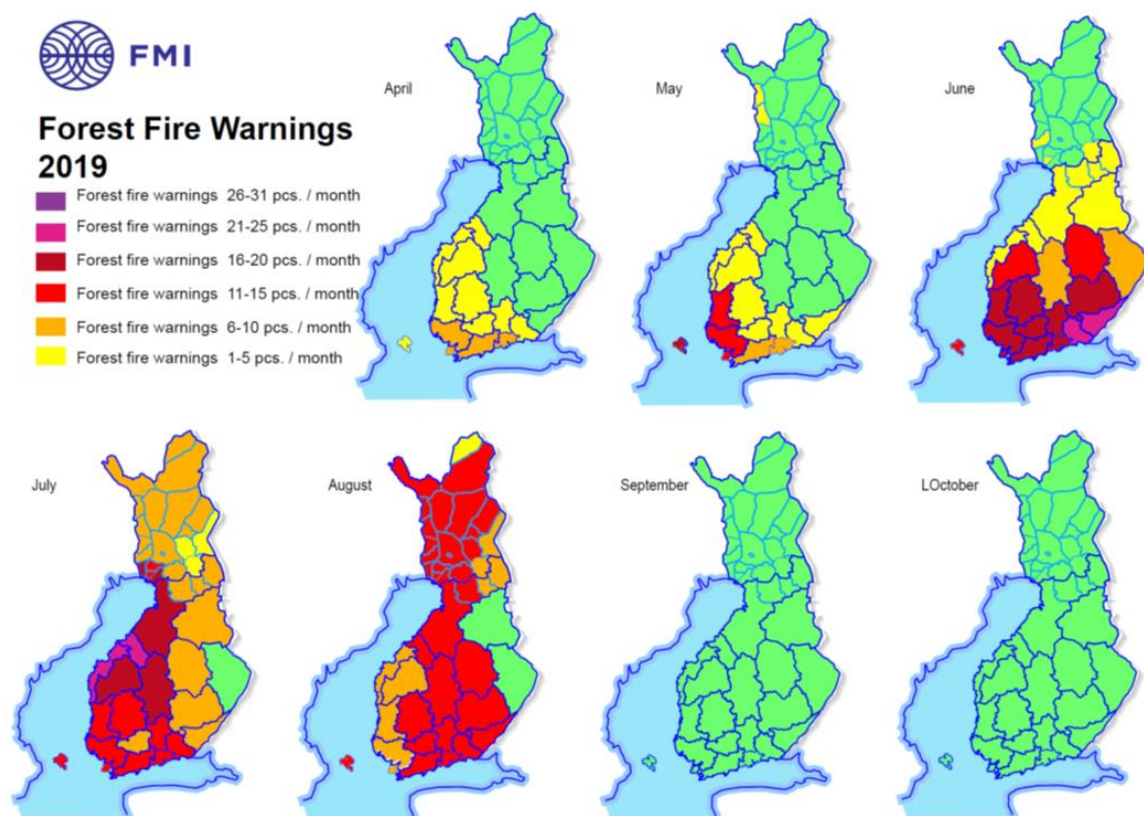 FMI
Forest Fire Warnings
2019
Forest fire warnings 26-31 pcs. / month
Forest fire warnings 21-25 pcs. / month
Forest fire warnings 16-20 pcs. / month
Forest fire warnings 11-15 pcs. / month
Forest fire warnings 6-10 pcs. / month
Forest fire warnings 1-5 pcs. / month
April
May
June
July
August
September
LOctober